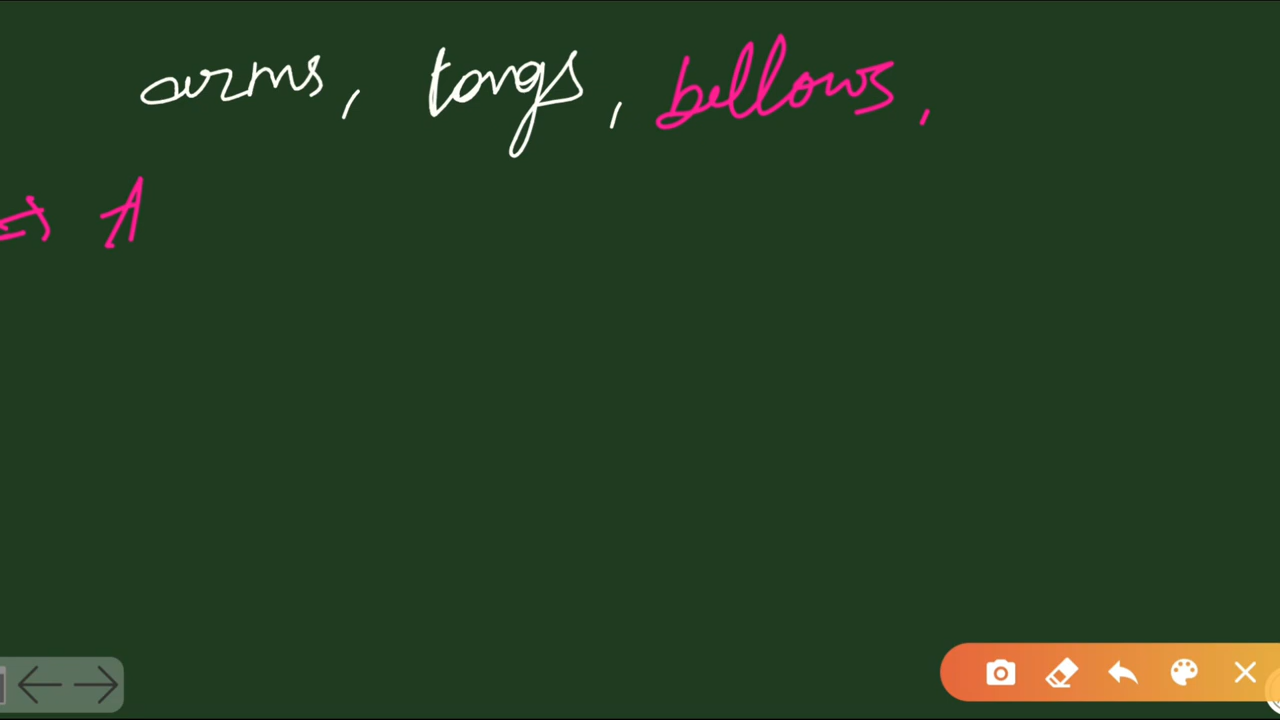 arms, tongs, bellows,
⇒ A